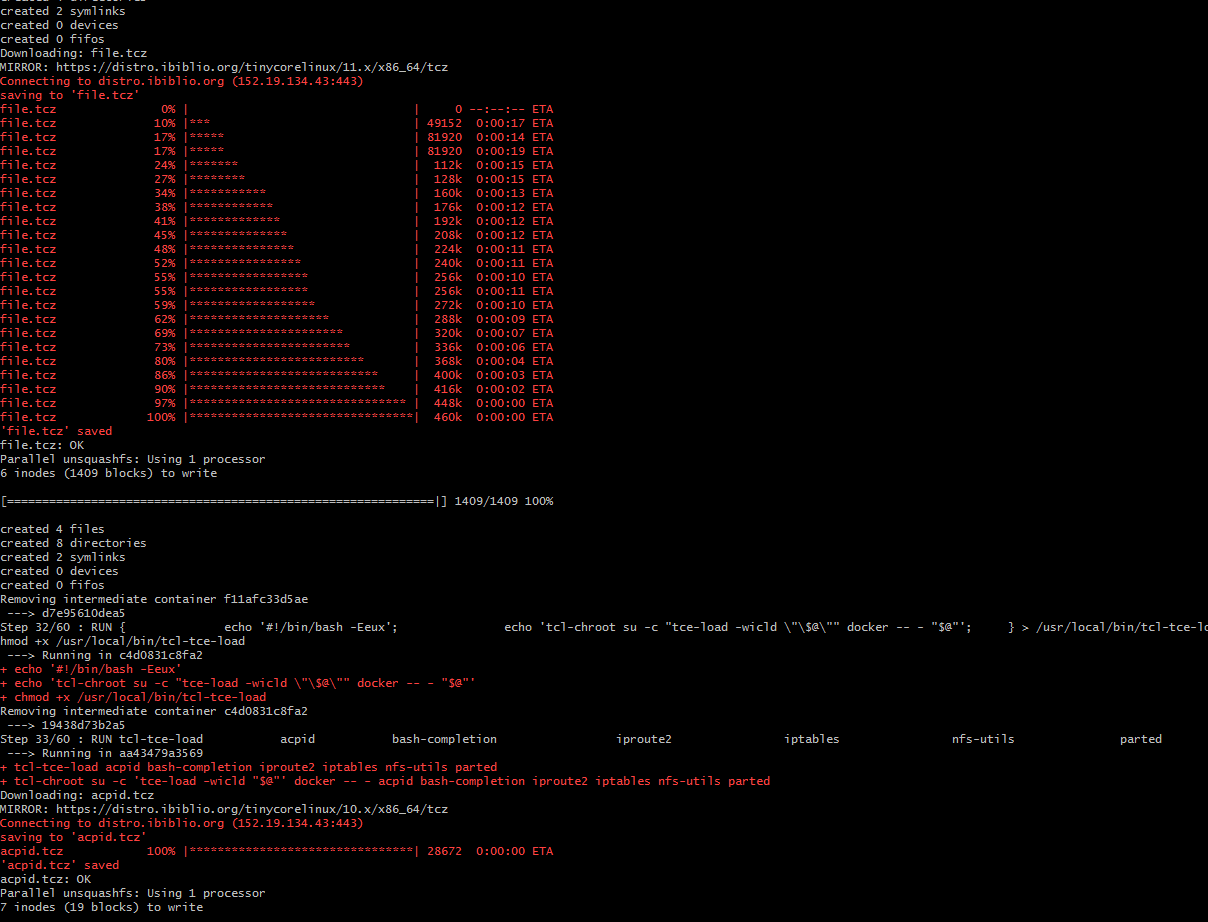 created 2 symlinks
created 0 devices
created 0 fifos
Downloading: file.tcz
MIRROR: https://distro.ibiblio.org/tinycorelinux/11.x/x86_64/tcz
Connecting to distro.ibiblio.org (152.19.134.43:443)
saving to 'file.tcz'
file.tcz               0% |                                |     0 --:--:-- ETA
file.tcz              10% |***                             | 49152  0:00:17 ETA
file.tcz              17% |*****                           | 81920  0:00:14 ETA
file.tcz              17% |*****                           | 81920  0:00:19 ETA
file.tcz              24% |*******                         |  112k  0:00:15 ETA
file.tcz              27% |********                        |  128k  0:00:15 ETA
file.tcz              34% |***********                     |  160k  0:00:13 ETA
file.tcz              38% |************                    |  176k  0:00:12 ETA
file.tcz              41% |*************                   |  192k  0:00:12 ETA
file.tcz              45% |**************                  |  208k  0:00:12 ETA
file.tcz              48% |***************                 |  224k  0:00:11 ETA
file.tcz              52% |****************                |  240k  0:00:11 ETA
file.tcz              55% |*****************               |  256k  0:00:10 ETA
file.tcz              55% |*****************               |  256k  0:00:11 ETA
file.tcz              59% |******************              |  272k  0:00:10 ETA
file.tcz              62% |********************            |  288k  0:00:09 ETA
file.tcz              69% |**********************          |  320k  0:00:07 ETA
file.tcz              73% |***********************         |  336k  0:00:06 ETA
file.tcz              80% |*************************       |  368k  0:00:04 ETA
file.tcz              86% |***************************     |  400k  0:00:03 ETA
file.tcz              90% |****************************    |  416k  0:00:02 ETA
file.tcz              97% |******************************* |  448k  0:00:00 ETA
file.tcz             100% |********************************|  460k  0:00:00 ETA
'file.tcz' saved
file.tcz: OK
Parallel unsquashfs: Using 1 processor
6 inodes (1409 blocks) to write
[=============================================================|] 1409/1409 100%
created 4 files
created 8 directories
created 2 symlinks
created 0 devices
created 0 fifos
Removing intermediate container f11afc33d5ae
 ---> d7e95610dea5
Step 32/60 : RUN {              echo '#!/bin/bash -Eeux';               echo 'tcl-chroot su -c "tce-load -wicld \"\$@\"" docker -- - "$@"';     } > /usr/local/bin/tcl-tce-lo
hmod +x /usr/local/bin/tcl-tce-load
 ---> Running in c4d0831c8fa2
+ echo '#!/bin/bash -Eeux'
+ echo 'tcl-chroot su -c "tce-load -wicld \"\$@\"" docker -- - "$@"'
+ chmod +x /usr/local/bin/tcl-tce-load
Removing intermediate container c4d0831c8fa2
 ---> 19438d73b2a5
Step 33/60 : RUN tcl-tce-load           acpid           bash-completion                 iproute2                iptables                nfs-utils               parted
 ---> Running in aa43479a3569
+ tcl-tce-load acpid bash-completion iproute2 iptables nfs-utils parted
+ tcl-chroot su -c 'tce-load -wicld "$@"' docker -- - acpid bash-completion iproute2 iptables nfs-utils parted
Downloading: acpid.tcz
MIRROR: https://distro.ibiblio.org/tinycorelinux/10.x/x86_64/tcz
Connecting to distro.ibiblio.org (152.19.134.43:443)
saving to 'acpid.tcz'
acpid.tcz            100% |********************************| 28672  0:00:00 ETA
'acpid.tcz' saved
acpid.tcz: OK
Parallel unsquashfs: Using 1 processor
7 inodes (19 blocks) to write